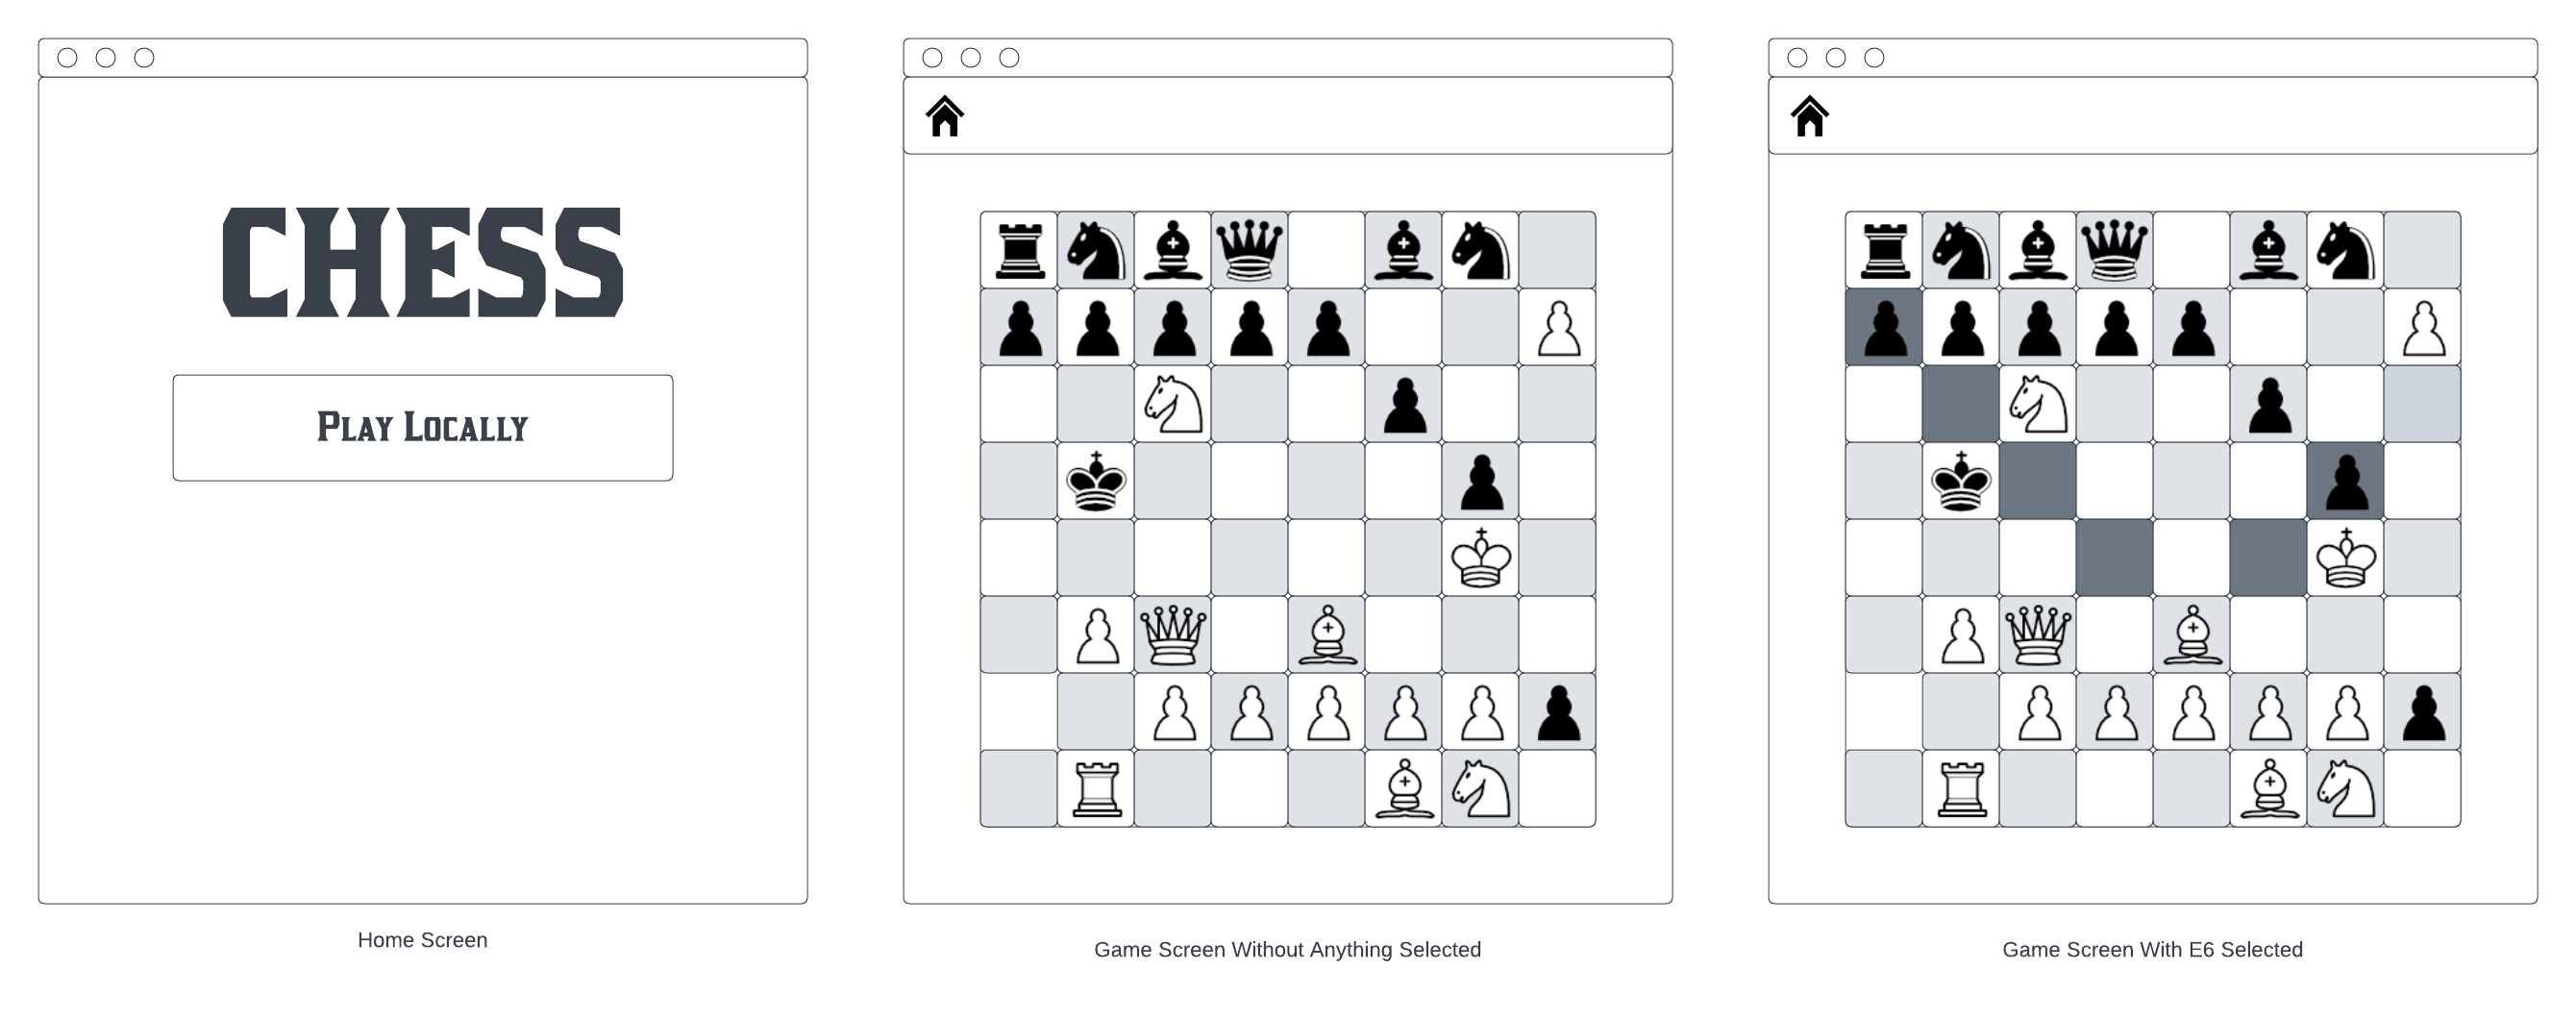 CHESS
Play Locally
Home Screen
Game Screen Without Anything Selected
Game Screen With E6 Selected